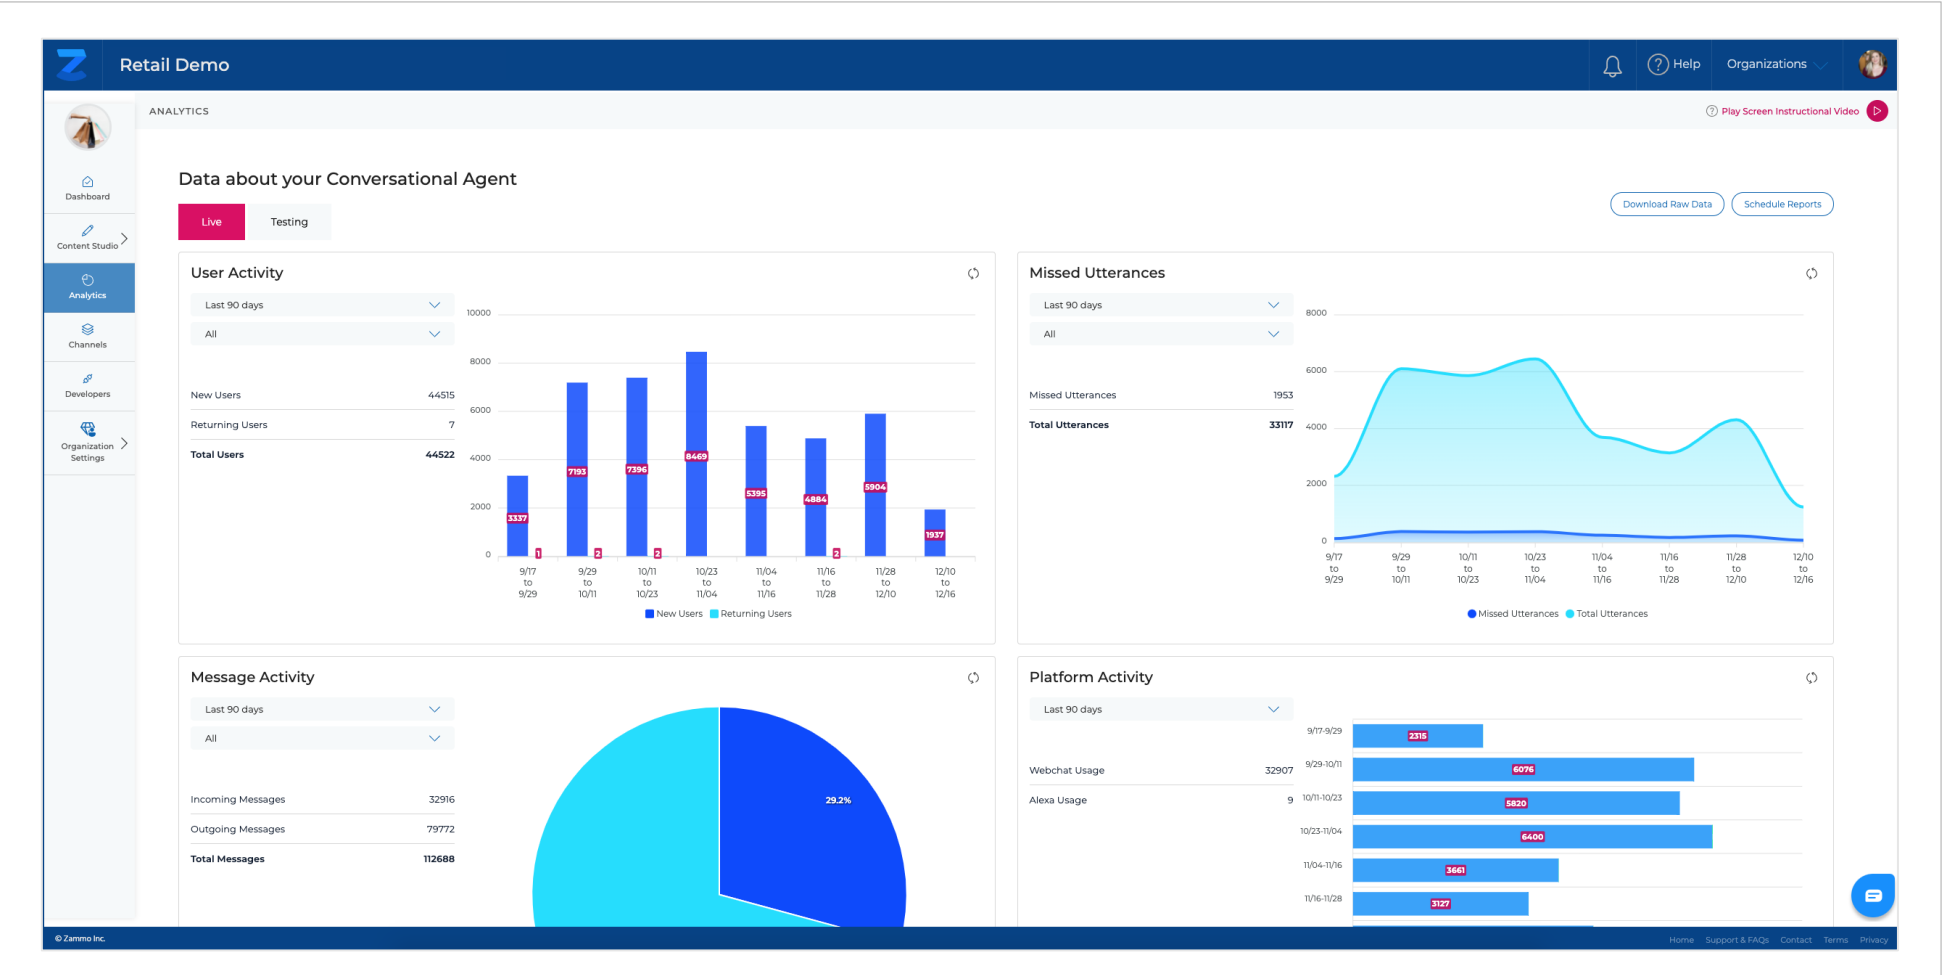 Retail Demo
Help
Organizations
ANALYTICS
Play Screen Instructional Video
Dashboard
Content Studio
Analytics
Channels
Developers
Organization
Settings
Data about your Conversational Agent
Live
Testing
Download Raw Data
Schedule Reports
User Activity
Last 90 days
All
New Users 44515
Returning Users 7
Total Users 44522
10000
8000
6000
4000
2000
0
3337
1
7193
2
7396
2
8469
5395
4884
2
5904
1937
9/17 to 9/29
9/29 to 10/11
10/11 to 10/23
10/23 to 11/04
11/04 to 11/16
11/16 to 11/28
11/28 to 12/10
12/10 to 12/16
New Users Returning Users
Missed Utterances
Last 90 days
All
Missed Utterances 1953
Total Utterances 33117
8000
6000
4000
2000
0
9/17 to 9/29
9/29 to 10/11
10/11 to 10/23
10/23 to 11/04
11/04 to 11/16
11/16 to 11/28
11/28 to 12/10
12/10 to 12/16
Missed Utterances Total Utterances
Message Activity
Last 90 days
All
Incoming Messages 32916
Outgoing Messages 79772
Total Messages 112688
29.2%
Platform Activity
Last 90 days
Webchat Usage 32907
Alexa Usage 9
9/17-9/29 2315
9/29-10/11 6076
10/11-10/23 5820
10/23-11/04 6400
11/04-11/16 3661
11/16-11/28 3127
© Zammo Inc.
Home Support & FAQs Contact Terms Privacy